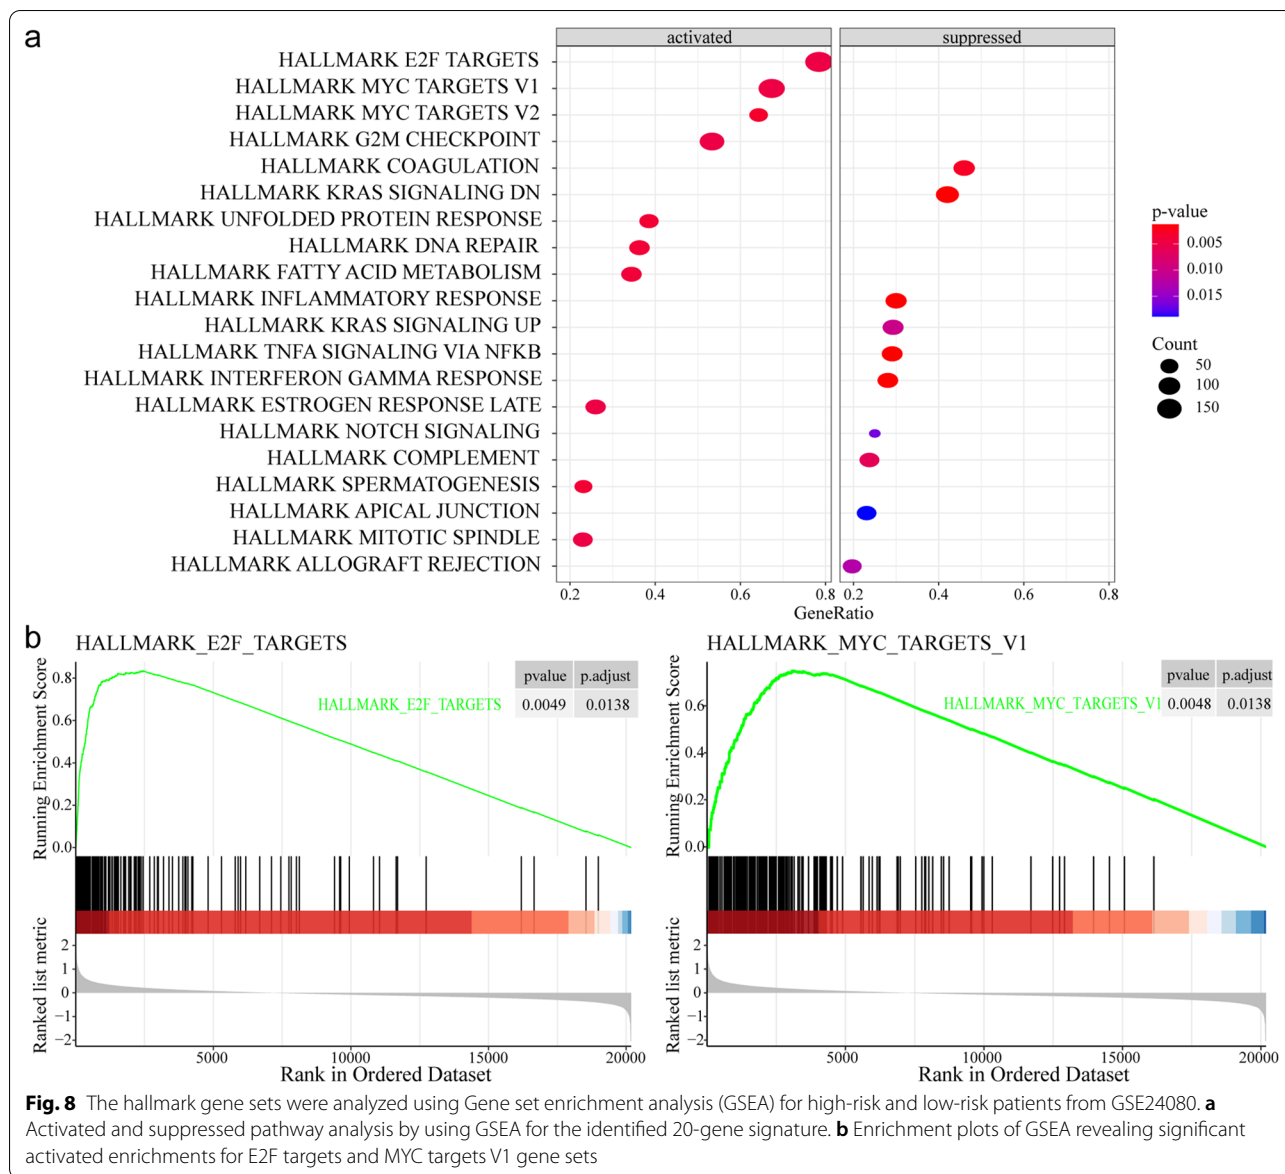 a
activated suppressed
HALLMARK E2F TARGETS
HALLMARK MYC TARGETS V1
HALLMARK MYC TARGETS V2
HALLMARK G2M CHECKPOINT
HALLMARK COAGULATION
HALLMARK KRAS SIGNALING DN
HALLMARK UNFOLDED PROTEIN RESPONSE
HALLMARK DNA REPAIR
HALLMARK FATTY ACID METABOLISM
HALLMARK INFLAMMATORY RESPONSE
HALLMARK KRAS SIGNALING UP
HALLMARK TNFA SIGNALING VIA NFKB
HALLMARK INTERFERON GAMMA RESPONSE
HALLMARK ESTROGEN RESPONSE LATE
HALLMARK NOTCH SIGNALING
HALLMARK COMPLEMENT
HALLMARK SPERMATOGENESIS
HALLMARK APICAL JUNCTION
HALLMARK MITOTIC SPINDLE
HALLMARK ALLOGRAFT REJECTION
0.2 0.4 0.6 0.8 0.2 0.4 0.6 0.8
GeneRatio
p-value
0.005
0.010
0.015
Count
50
100
150
b
HALLMARK_E2F_TARGETS
Running Enrichment Score
0.8
0.6
0.4
0.2
0.0
HALLMARK_E2F_TARGETS
pvalue p.adjust
0.0049 0.0138
Ranked list metric
2
1
0
−1
−2
5000 10000 15000 20000
Rank in Ordered Dataset
HALLMARK_MYC_TARGETS_V1
Running Enrichment Score
0.6
0.4
0.2
0.0
HALLMARK_MYC_TARGETS_V1
pvalue p.adjust
0.0048 0.0138
Ranked list metric
2
1
0
−1
−2
5000 10000 15000 20000
Rank in Ordered Dataset
Fig. 8 The hallmark gene sets were analyzed using Gene set enrichment analysis (GSEA) for high-risk and low-risk patients from GSE24080. a
Activated and suppressed pathway analysis by using GSEA for the identified 20-gene signature. b Enrichment plots of GSEA revealing significant
activated enrichments for E2F targets and MYC targets V1 gene sets